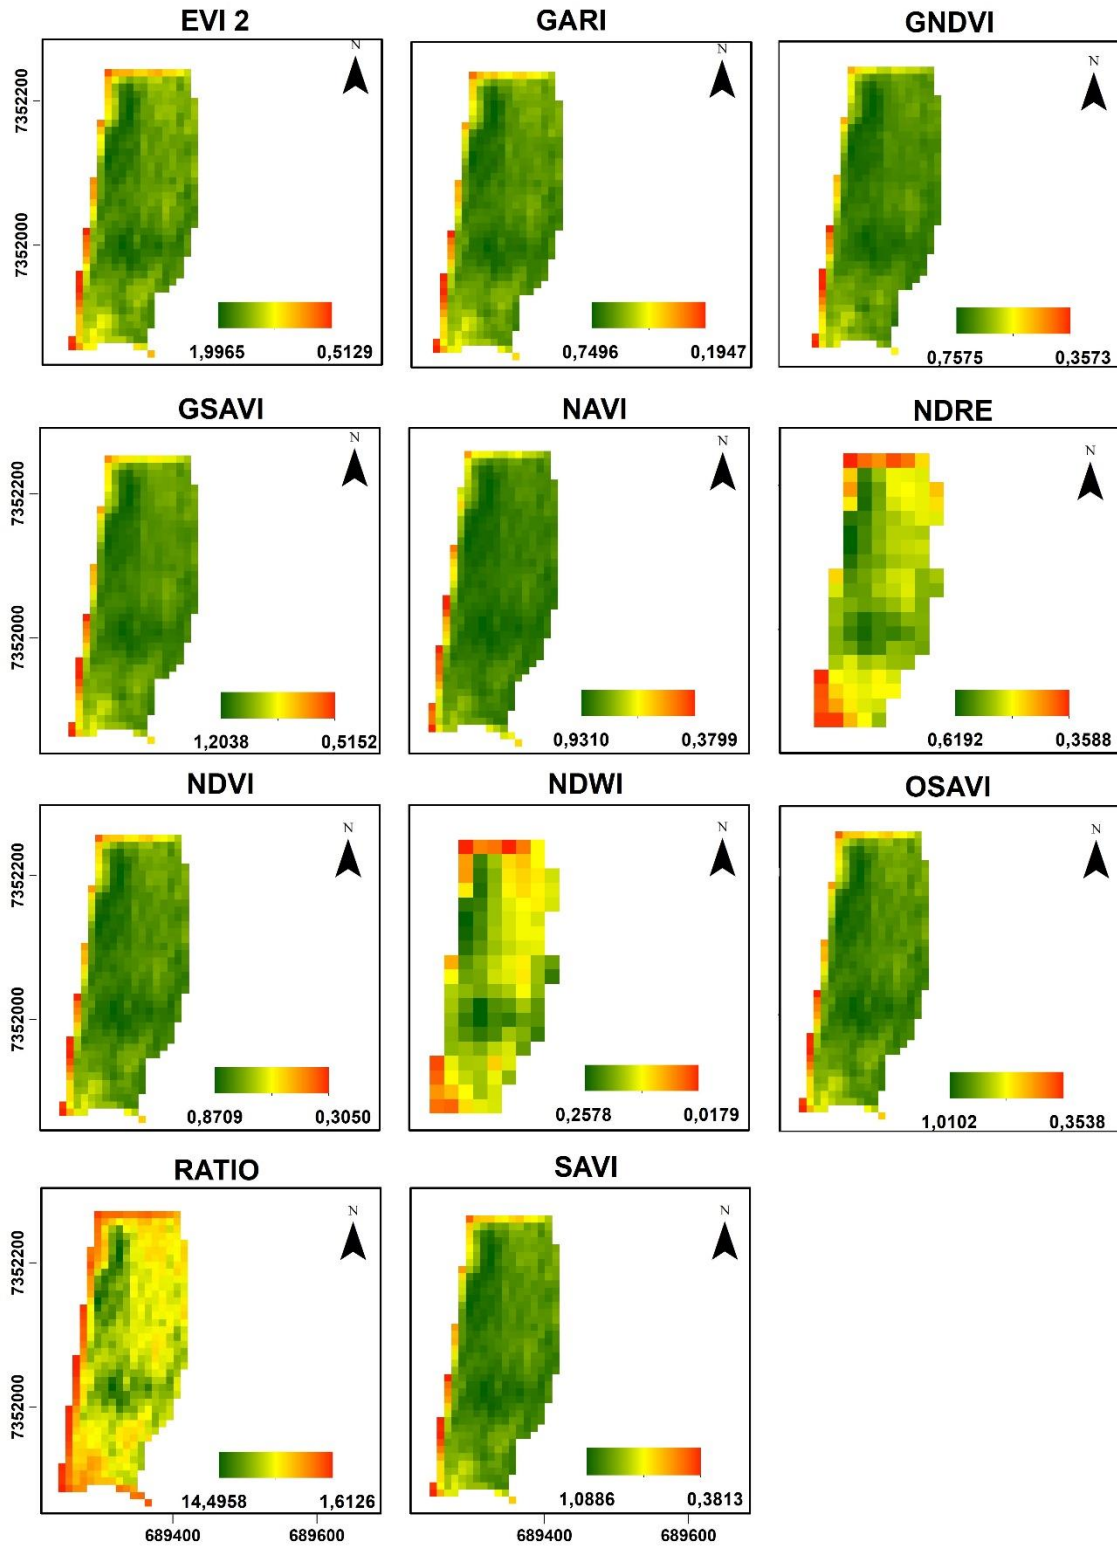 EVI 2
GARI
GNDVI
N
N
N
7352200
7352000
1,9965 0,5129
0,7496 0,1947
0,7575 0,3573
GSAVI
NAVI
NDRE
N
N
N
7352200
7352000
1,2038 0,5152
0,9310 0,3799
0,6192 0,3588
NDVI
NDWI
OSAVI
N
N
N
7352200
7352000
0,8709 0,3050
0,2578 0,0179
1,0102 0,3538
RATIO
SAVI
N
N
7352200
7352000
14,4958 1,6126
1,0886 0,3813
689400 689600
689400 689600